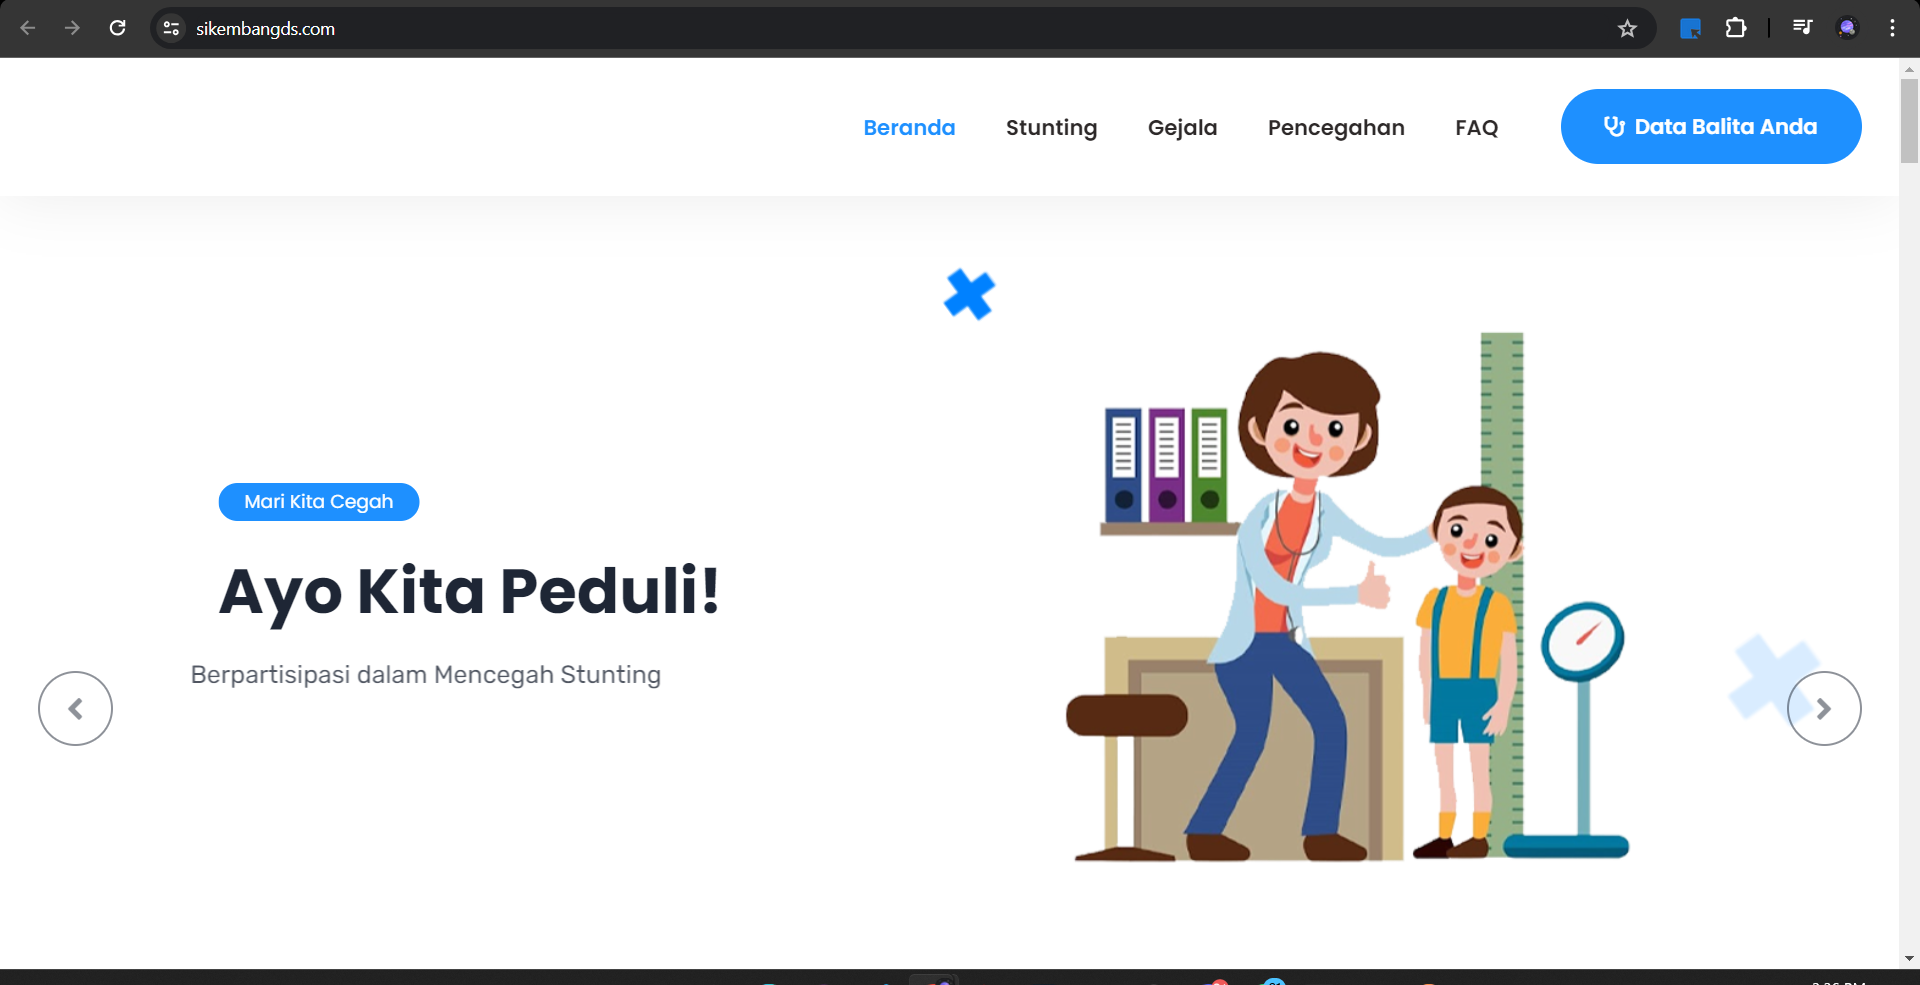 sikembangds.com
Beranda Stunting Gejala Pencegahan FAQ Data Balita Anda
Mari Kita Cegah
Ayo Kita Peduli!
Berpartisipasi dalam Mencegah Stunting